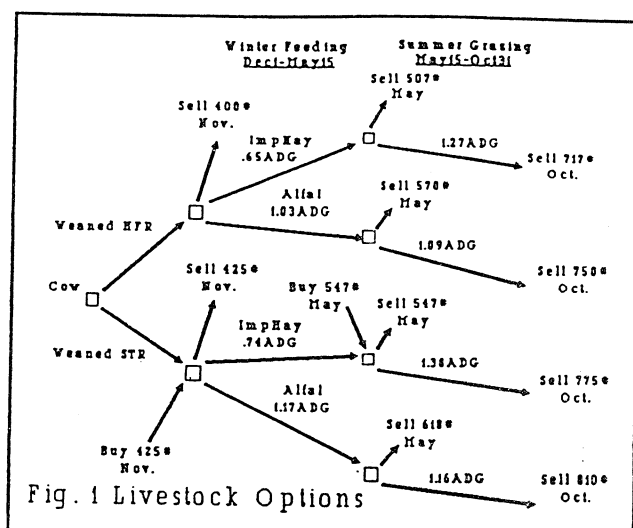 Winter Feeding
Dec1-May15
Summer Grasing
May15-Oct31
Sell 507#
May
Sell 400#
Nov.
ImpHay
.65ADG
1.27ADG
Sell 717#
Oct.
Alfal
1.03ADG
Sell 570#
May
Weaned HFR
1.09ADG
Sell 750#
Oct.
Cow
Sell 425#
Nov.
Buy 547#
May
Sell 547#
May
ImpHay
.74ADG
Weaned STR
1.38ADG
Sell 775#
Oct.
Alfal
1.17ADG
Sell 618#
May
Buy 425#
Nov.
1.16ADG
Sell 810#
Oct.
Fig. 1 Livestock Options